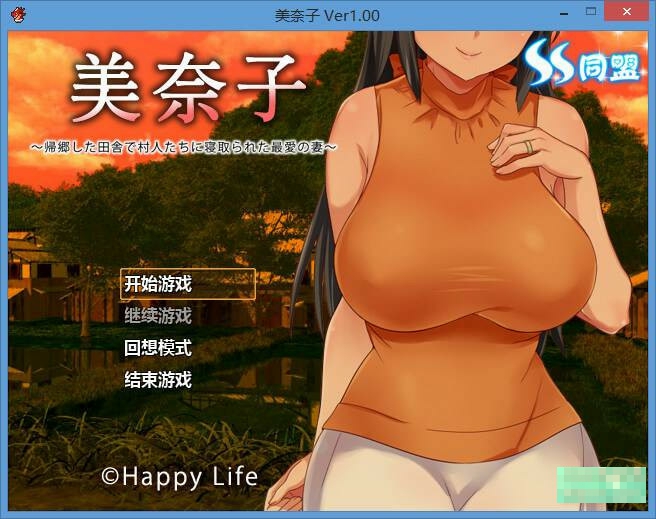 美奈子 Ver1.00
美奈子
SS同盟
～帰郷した田舎で村人たちに寝取られた最愛の妻～
开始游戏
继续游戏
回想模式
结束游戏
©Happy Life